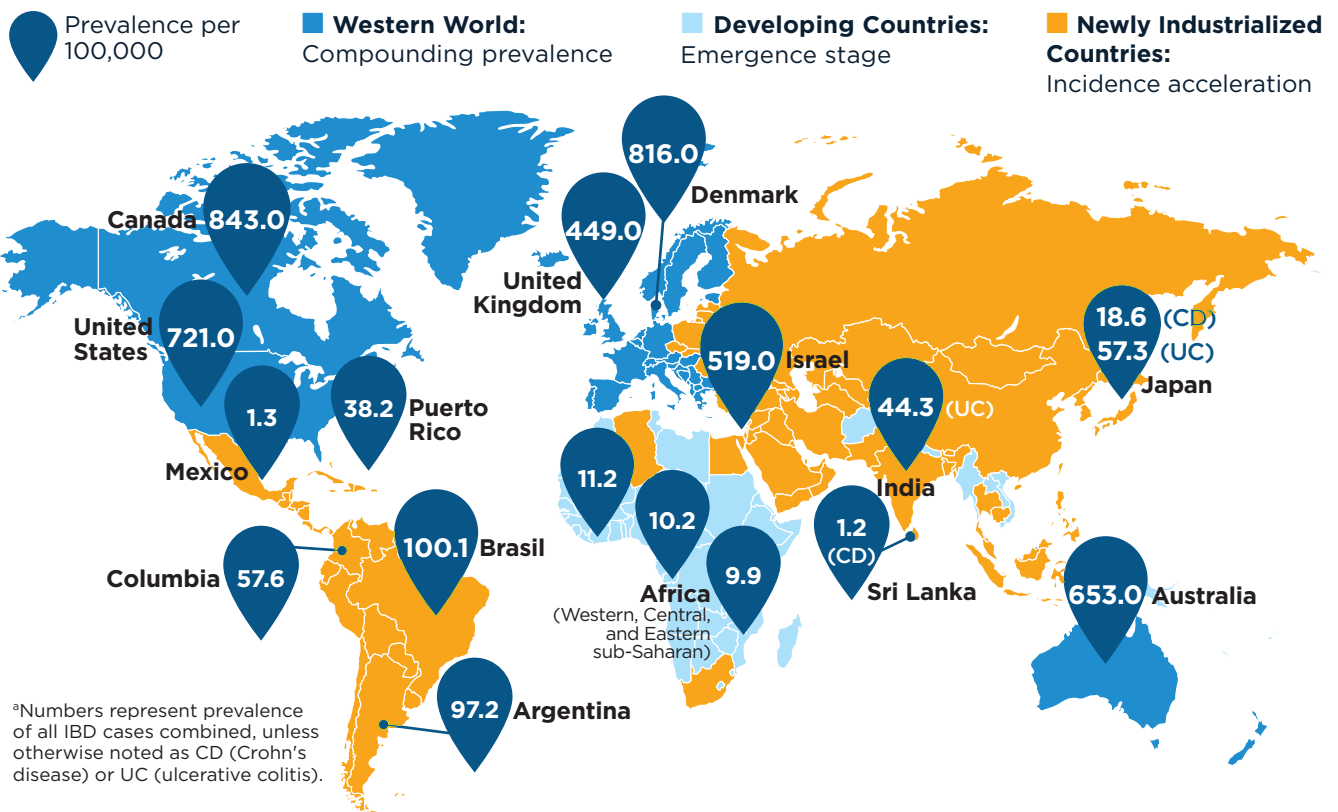 Prevalence per
100,000
Western World:
Compounding prevalence
Developing Countries:
Emergence stage
Newly Industrialized
Countries:
Incidence acceleration
816.0
Denmark
Canada
843.0
449.0
United
Kingdom
United
States
721.0
519.0
Israel
18.6 (CD)
57.3 (UC)
Japan
1.3
Mexico
38.2
Puerto
Rico
44.3 (UC)
India
11.2
10.2
9.9
Africa
(Western, Central,
and Eastern
sub-Saharan)
1.2
(CD)
Sri Lanka
100.1
Brasil
Columbia
57.6
653.0
Australia
97.2
Argentina
aNumbers represent prevalence
of all IBD cases combined, unless
otherwise noted as CD (Crohn's
disease) or UC (ulcerative colitis).